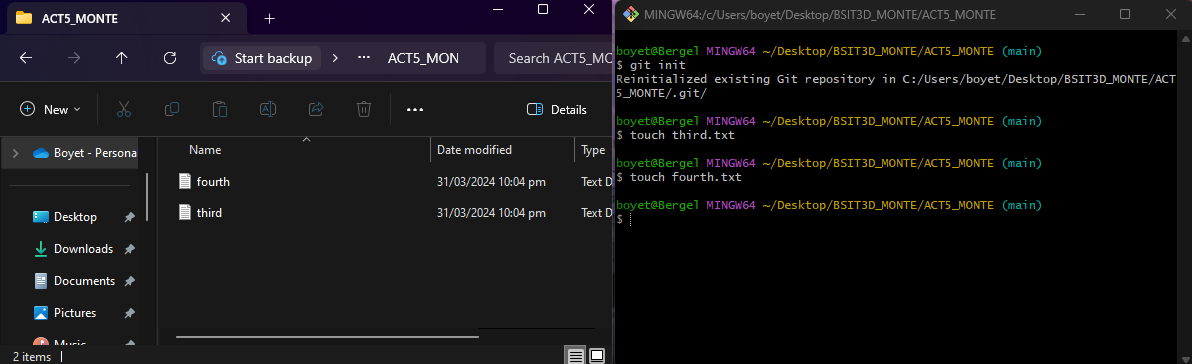 ACT5_MONTE
Start backup
ACT5_MON
Search ACT5_MO
New
Details
Name
Date modified
Type
Boyet - Persona
fourth
31/03/2024 10:04 pm
Text D
third
31/03/2024 10:04 pm
Text D
Desktop
Downloads
Documents
Pictures
Music
2 items
MINGW64:/c/Users/boyet/Desktop/BSIT3D_MONTE/ACT5_MONTE
boyet@Bergel MINGW64 ~/Desktop/BSIT3D_MONTE/ACT5_MONTE (main)
$ git init
Reinitialized existing Git repository in C:/Users/boyet/Desktop/BSIT3D_MONTE/ACT
5_MONTE/.git/
boyet@Bergel MINGW64 ~/Desktop/BSIT3D_MONTE/ACT5_MONTE (main)
$ touch third.txt
boyet@Bergel MINGW64 ~/Desktop/BSIT3D_MONTE/ACT5_MONTE (main)
$ touch fourth.txt
boyet@Bergel MINGW64 ~/Desktop/BSIT3D_MONTE/ACT5_MONTE (main)
$